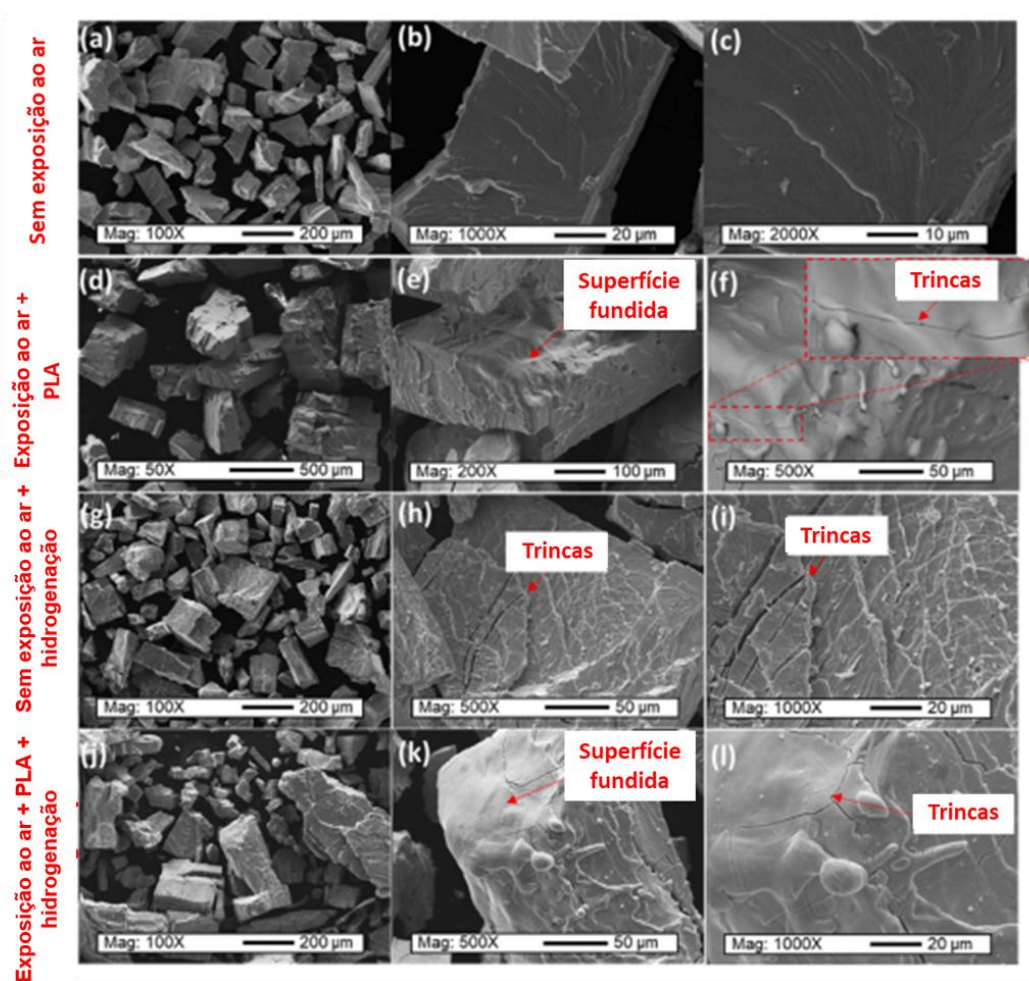 Sem exposição ao ar
(a)
Mag: 100X 200 µm
(b)
Mag: 1000X 20 µm
(c)
Mag: 2000X 10 µm
Exposição ao ar +
PLA
(d)
Mag: 50X 500 µm
(e)
Superfície
fundida
Mag: 200X 100 µm
(f)
Trincas
Mag: 500X 50 µm
Sem exposição ao ar +
hidrogenação
(g)
Mag: 100X 200 µm
(h)
Trincas
Mag: 500X 50 µm
(i)
Trincas
Mag: 1000X 20 µm
Exposição ao ar + PLA +
hidrogenação
(j)
Mag: 100X 200 µm
(k)
Superfície
fundida
Mag: 500X 50 µm
(l)
Trincas
Mag: 1000X 20 µm